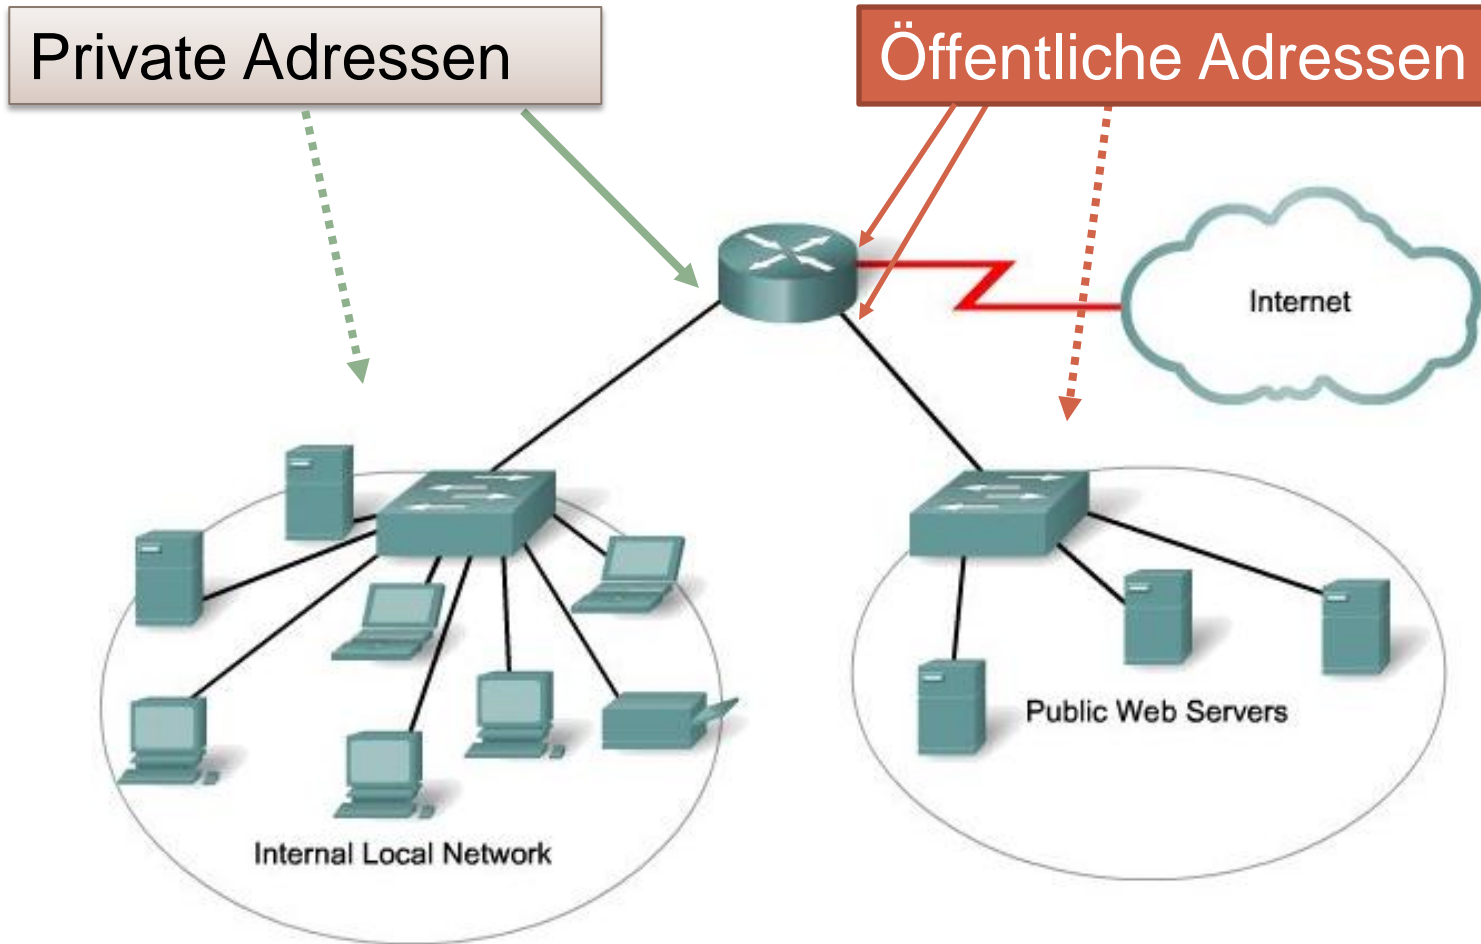 Private Adressen
Öffentliche Adressen
Internet
Public Web Servers
Internal Local Network